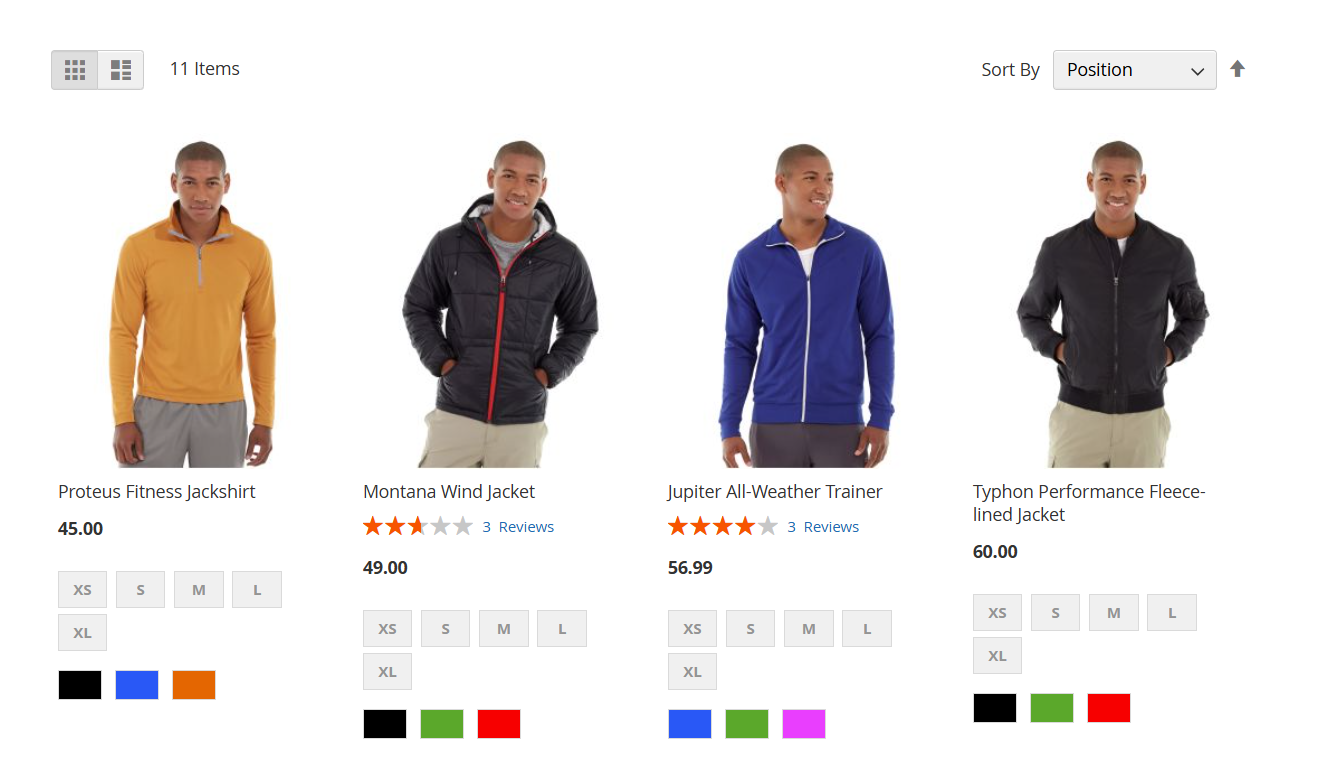 11 Items
Sort By Position
Proteus Fitness Jackshirt
45.00
XS S M L
XL
Montana Wind Jacket
3 Reviews
49.00
XS S M L
XL
Jupiter All-Weather Trainer
3 Reviews
56.99
XS S M L
XL
Typhon Performance Fleece-
lined Jacket
60.00
XS S M L
XL